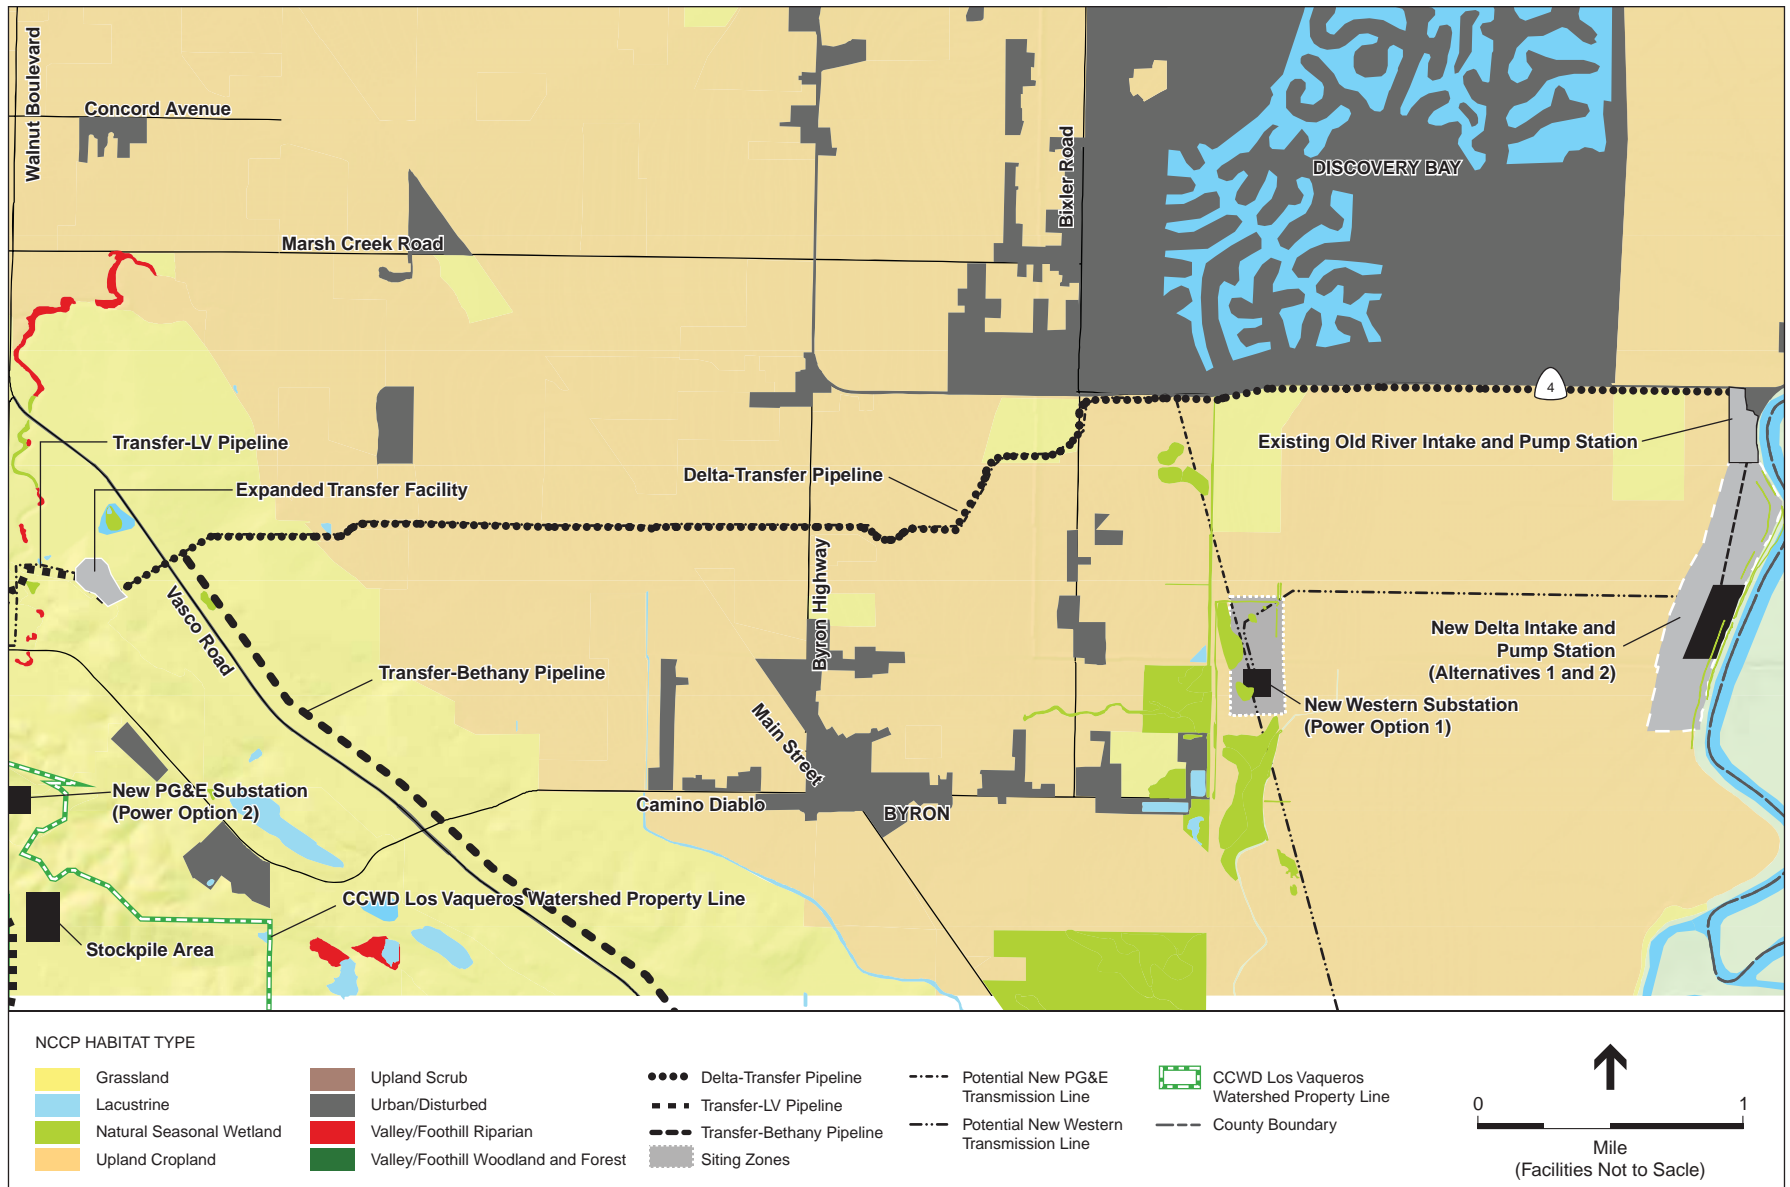 Walnut Boulevard
Concord Avenue
Bixler Road
DISCOVERY BAY
Marsh Creek Road
4
Transfer-LV Pipeline
Existing Old River Intake and Pump Station
Delta-Transfer Pipeline
Expanded Transfer Facility
Vasco Road
Byron Highway
New Delta Intake and
Pump Station
(Alternatives 1 and 2)
Transfer-Bethany Pipeline
New Western Substation
(Power Option 1)
Main Street
New PG&E Substation
(Power Option 2)
Camino Diablo
BYRON
CCWD Los Vaqueros Watershed Property Line
Stockpile Area
NCCP HABITAT TYPE
Grassland
Lacustrine
Natural Seasonal Wetland
Upland Cropland
Upland Scrub
Urban/Disturbed
Valley/Foothill Riparian
Valley/Foothill Woodland and Forest
Delta-Transfer Pipeline
Transfer-LV Pipeline
Transfer-Bethany Pipeline
Siting Zones
Potential New PG&E
Transmission Line
Potential New Western
Transmission Line
CCWD Los Vaqueros
Watershed Property Line
County Boundary
0 1
Mile
(Facilities Not to Sacle)